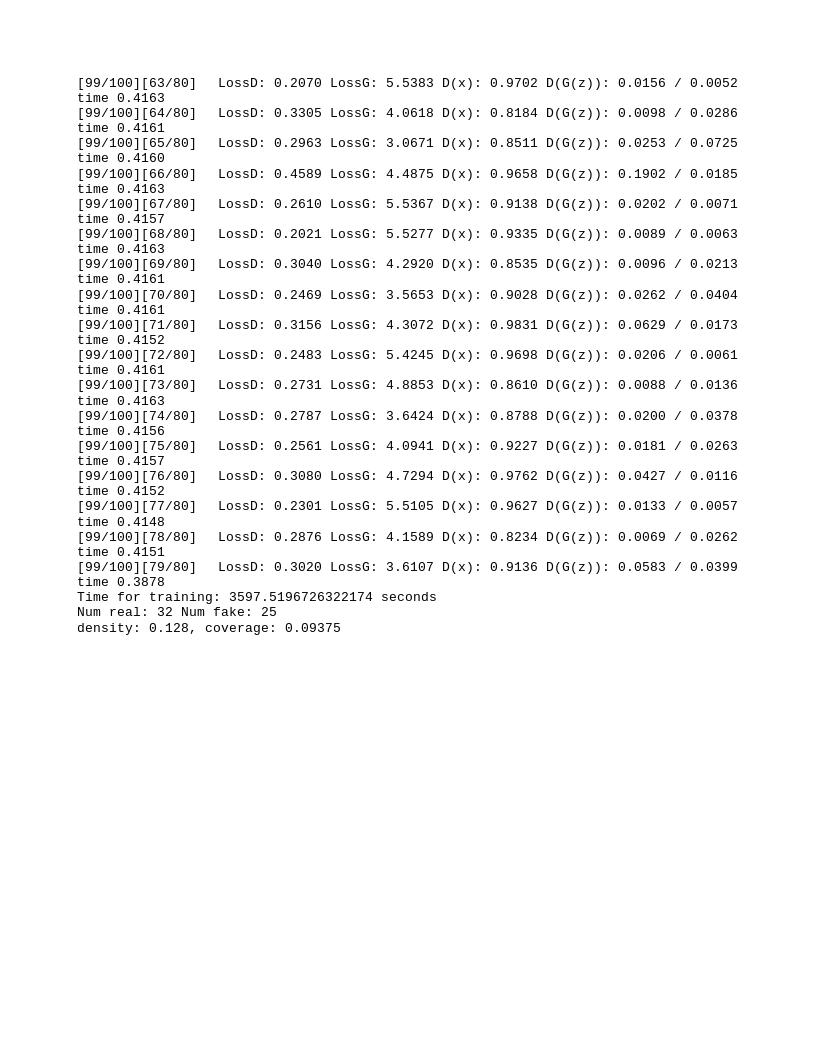 [99/100][63/80] LossD: 0.2070 LossG: 5.5383 D(x): 0.9702 D(G(z)): 0.0156 / 0.0052
time 0.4163
[99/100][64/80] LossD: 0.3305 LossG: 4.0618 D(x): 0.8184 D(G(z)): 0.0098 / 0.0286
time 0.4161
[99/100][65/80] LossD: 0.2963 LossG: 3.0671 D(x): 0.8511 D(G(z)): 0.0253 / 0.0725
time 0.4160
[99/100][66/80] LossD: 0.4589 LossG: 4.4875 D(x): 0.9658 D(G(z)): 0.1902 / 0.0185
time 0.4163
[99/100][67/80] LossD: 0.2610 LossG: 5.5367 D(x): 0.9138 D(G(z)): 0.0202 / 0.0071
time 0.4157
[99/100][68/80] LossD: 0.2021 LossG: 5.5277 D(x): 0.9335 D(G(z)): 0.0089 / 0.0063
time 0.4163
[99/100][69/80] LossD: 0.3040 LossG: 4.2920 D(x): 0.8535 D(G(z)): 0.0096 / 0.0213
time 0.4161
[99/100][70/80] LossD: 0.2469 LossG: 3.5653 D(x): 0.9028 D(G(z)): 0.0262 / 0.0404
time 0.4161
[99/100][71/80] LossD: 0.3156 LossG: 4.3072 D(x): 0.9831 D(G(z)): 0.0629 / 0.0173
time 0.4152
[99/100][72/80] LossD: 0.2483 LossG: 5.4245 D(x): 0.9698 D(G(z)): 0.0206 / 0.0061
time 0.4161
[99/100][73/80] LossD: 0.2731 LossG: 4.8853 D(x): 0.8610 D(G(z)): 0.0088 / 0.0136
time 0.4163
[99/100][74/80] LossD: 0.2787 LossG: 3.6424 D(x): 0.8788 D(G(z)): 0.0200 / 0.0378
time 0.4156
[99/100][75/80] LossD: 0.2561 LossG: 4.0941 D(x): 0.9227 D(G(z)): 0.0181 / 0.0263
time 0.4157
[99/100][76/80] LossD: 0.3080 LossG: 4.7294 D(x): 0.9762 D(G(z)): 0.0427 / 0.0116
time 0.4152
[99/100][77/80] LossD: 0.2301 LossG: 5.5105 D(x): 0.9627 D(G(z)): 0.0133 / 0.0057
time 0.4148
[99/100][78/80] LossD: 0.2876 LossG: 4.1589 D(x): 0.8234 D(G(z)): 0.0069 / 0.0262
time 0.4151
[99/100][79/80] LossD: 0.3020 LossG: 3.6107 D(x): 0.9136 D(G(z)): 0.0583 / 0.0399
time 0.3878
Time for training: 3597.5196726322174 seconds
Num real: 32 Num fake: 25
density: 0.128, coverage: 0.09375